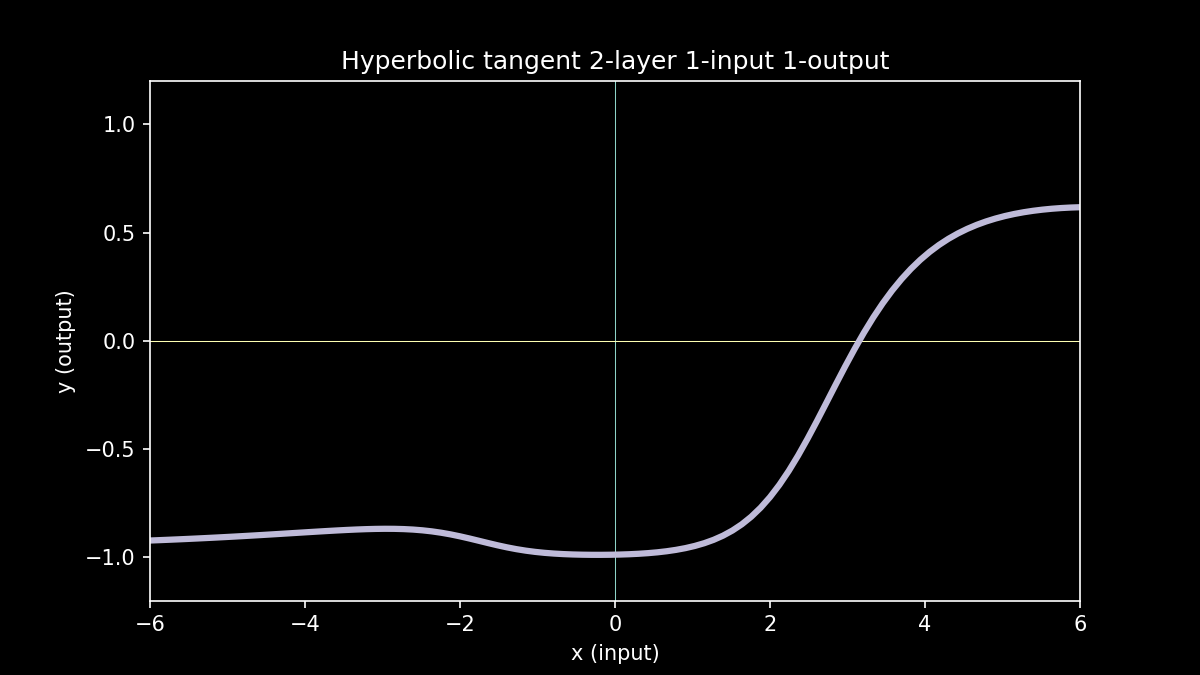 Hyperbolic tangent 2-layer 1-input 1-output
1.0
0.5
0.0
−0.5
−1.0
y (output)
−6 −4 −2 0 2 4 6
x (input)